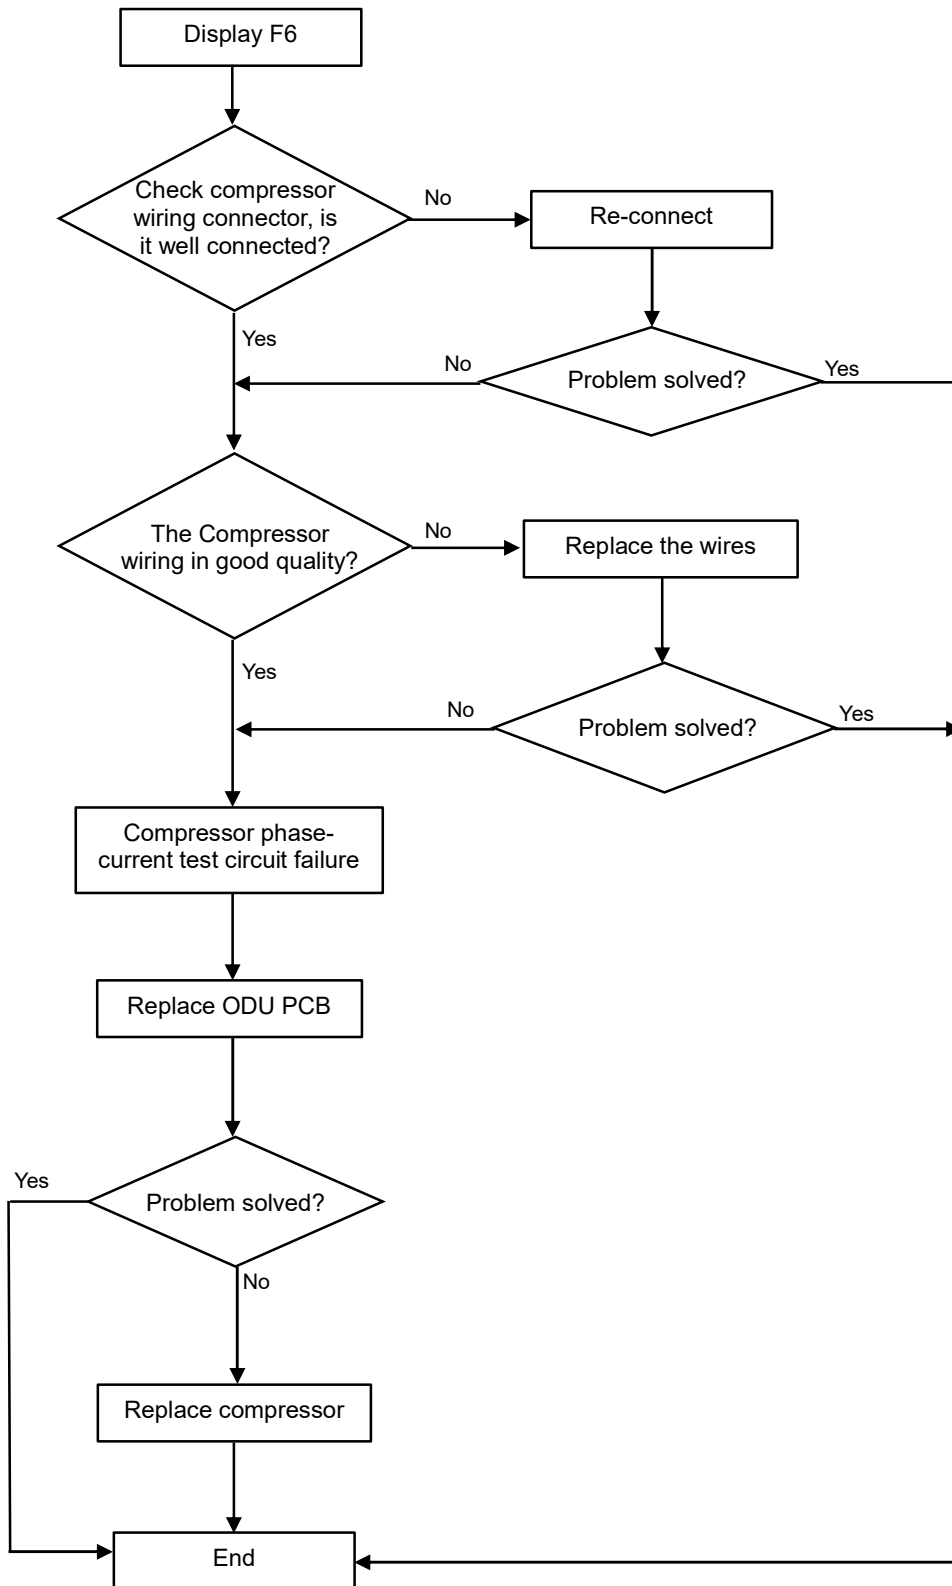 Display F6
Check compressor
wiring connector, is
it well connected?
No
Re-connect
Yes
No
Problem solved?
Yes
The Compressor
wiring in good quality?
No
Replace the wires
Yes
No
Problem solved?
Yes
Compressor phase-
current test circuit failure
Replace ODU PCB
Yes
Problem solved?
No
Replace compressor
End